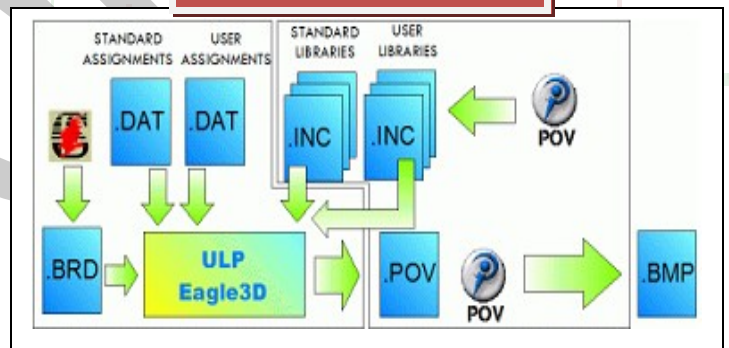 STANDARD
ASSIGNMENTS
USER
ASSIGNMENTS
STANDARD
LIBRARIES
USER
LIBRARIES
.DAT
.DAT
.INC
.INC
POV
.BRD
ULP
Eagle3D
.POV
POV
.BMP